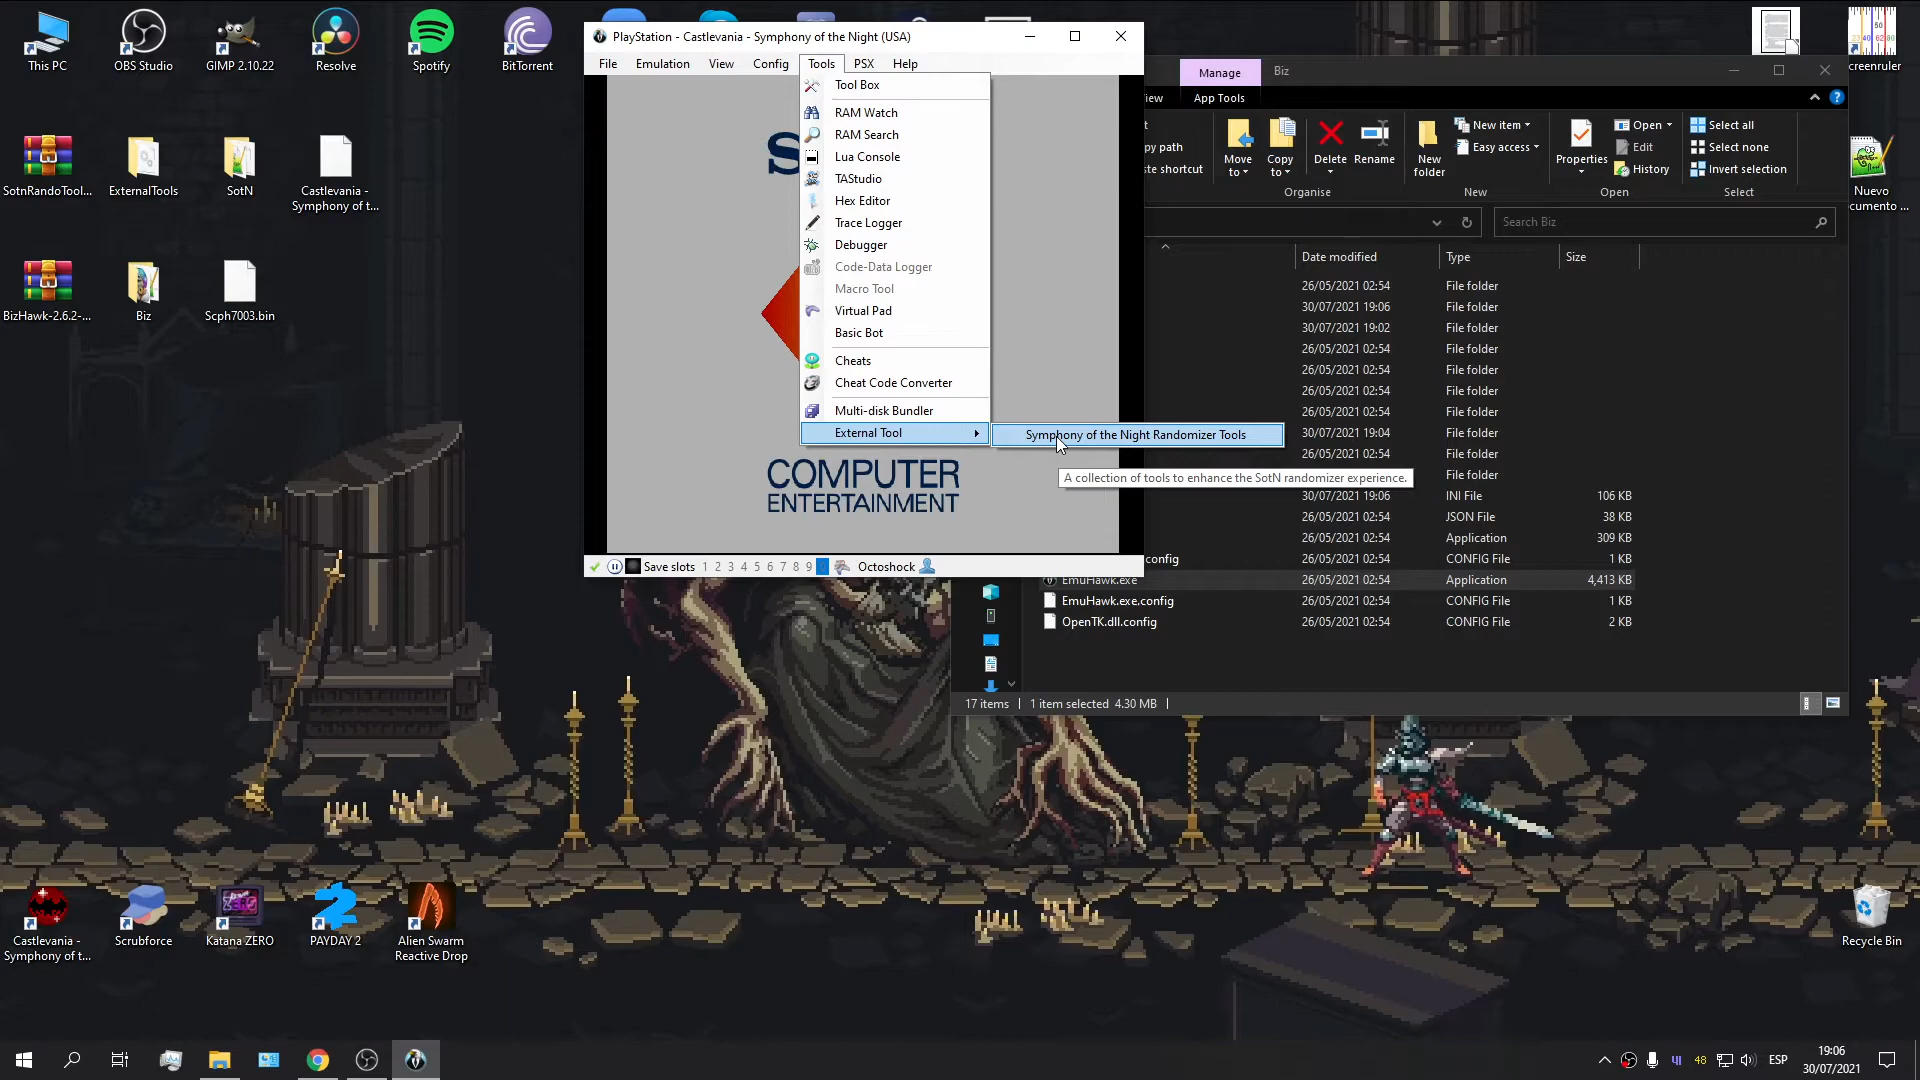 This PC
OBS Studio
GIMP 2.10.22
Resolve
Spotify
BitTorrent
SotnRandoTool...
ExternalTools
SotN
Castlevania -
Symphony of t...
BizHawk-2.6.2-...
Biz
Scph7003.bin
PlayStation - Castlevania - Symphony of the Night (USA)
File
Emulation
View
Config
Tools
PSX
Help
Tool Box
RAM Watch
RAM Search
Lua Console
TAStudio
Hex Editor
Trace Logger
Debugger
Code-Data Logger
Macro Tool
Virtual Pad
Basic Bot
Cheats
Cheat Code Converter
Multi-disk Bundler
External Tool
Symphony of the Night Randomizer Tools
A collection of tools to enhance the SotN randomizer experience.
S
COMPUTER
ENTERTAINMENT
Save slots 1 2 3 4 5 6 7 8 9
Octoshock
Manage
Biz
iew
App Tools
t
py path
te shortcut
Move
to
Copy
to
Delete
Rename
Organise
New
folder
New item
Easy access
New
Properties
Open
Edit
History
Open
Select all
Select none
Invert selection
Select
Search Biz
Date modified
Type
Size
26/05/2021 02:54 File folder
30/07/2021 19:06 File folder
30/07/2021 19:02 File folder
26/05/2021 02:54 File folder
26/05/2021 02:54 File folder
26/05/2021 02:54 File folder
26/05/2021 02:54 File folder
30/07/2021 19:04 File folder
26/05/2021 02:54 File folder
File folder
30/07/2021 19:06 INI File 106 KB
26/05/2021 02:54 JSON File 38 KB
26/05/2021 02:54 Application 309 KB
config 26/05/2021 02:54 CONFIG File 1 KB
EmuHawk.exe 26/05/2021 02:54 Application 4,413 KB
EmuHawk.exe.config 26/05/2021 02:54 CONFIG File 1 KB
OpenTK.dll.config 26/05/2021 02:54 CONFIG File 2 KB
17 items
1 item selected 4.30 MB
creenruler
Nuevo
cumento ...
Castlevania -
Symphony of t...
Scrubforce
Katana ZERO
PAYDAY 2
Alien Swarm
Reactive Drop
Recycle Bin
48
ESP
19:06
30/07/2021